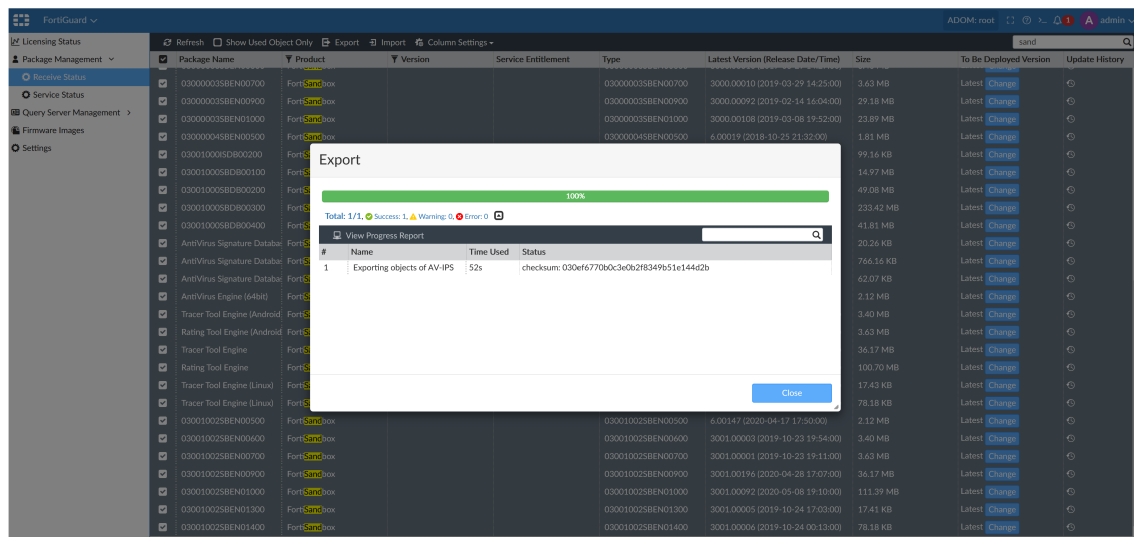 FortiGuard
ADOM: root 1 A admin
Licensing Status
Package Management
Receive Status
Service Status
Query Server Management
Firmware Images
Settings
Refresh Show Used Object Only Export Import Column Settings sand
Package Name Product Version Service Entitlement Type Latest Version (Release Date/Time) Size To Be Deployed Version Update History
03000003SBEN00700 FortiSandbox 03000003SBEN00700 3000.00010 (2019-03-29 14:25:00) 3.63 MB Latest Change
03000003SBEN00900 FortiSandbox 03000003SBEN00900 3000.00092 (2019-02-14 16:04:00) 29.18 MB Latest Change
03000003SBEN01000 FortiSandbox 03000003SBEN01000 3000.00108 (2019-03-08 19:52:00) 23.89 MB Latest Change
03000004SBEN00500 FortiSandbox 03000004SBEN00500 6.00019 (2018-10-25 21:32:00) 1.81 MB Latest Change
03001000ISDB00200 FortiS 99.16 KB Latest Change
03001000SBDB00100 FortiS 14.97 MB Latest Change
03001000SBDB00200 FortiS 49.08 MB Latest Change
03001000SBDB00300 FortiS 233.42 MB Latest Change
03001000SBDB00400 FortiS 41.81 MB Latest Change
AntiVirus Signature Databas FortiS 20.26 KB Latest Change
AntiVirus Signature Databas FortiS 766.16 KB Latest Change
AntiVirus Signature Databas FortiS 62.07 KB Latest Change
AntiVirus Engine (64bit) FortiS 2.12 MB Latest Change
Tracer Tool Engine (Android FortiS 3.40 MB Latest Change
Rating Tool Engine (Android FortiS 3.63 MB Latest Change
Tracer Tool Engine FortiS 36.17 MB Latest Change
Rating Tool Engine FortiS 100.70 MB Latest Change
Tracer Tool Engine (Linux) FortiS 17.43 KB Latest Change
Tracer Tool Engine (Linux) FortiS 78.18 KB Latest Change
03001002SBEN00500 FortiSandbox 03001002SBEN00500 6.00147 (2020-04-17 17:50:00) 2.12 MB Latest Change
03001002SBEN00600 FortiSandbox 03001002SBEN00600 3001.00003 (2019-10-23 19:54:00) 3.40 MB Latest Change
03001002SBEN00700 FortiSandbox 03001002SBEN00700 3001.00001 (2019-10-23 19:11:00) 3.63 MB Latest Change
03001002SBEN00900 FortiSandbox 03001002SBEN00900 3001.00196 (2020-04-28 17:07:00) 36.17 MB Latest Change
03001002SBEN01000 FortiSandbox 03001002SBEN01000 3001.00092 (2020-05-08 19:10:00) 111.39 MB Latest Change
03001002SBEN01300 FortiSandbox 03001002SBEN01300 3001.00005 (2019-10-24 17:03:00) 17.41 KB Latest Change
03001002SBEN01400 FortiSandbox 03001002SBEN01400 3001.00006 (2019-10-24 00:13:00) 78.18 KB Latest Change
Export
100%
Total: 1/1, Success: 1, Warning: 0, Error: 0
View Progress Report
# Name Time Used Status
1 Exporting objects of AV-IPS 52s checksum: 030ef6770b0c3e0b2f8349b51e144d2b
Close